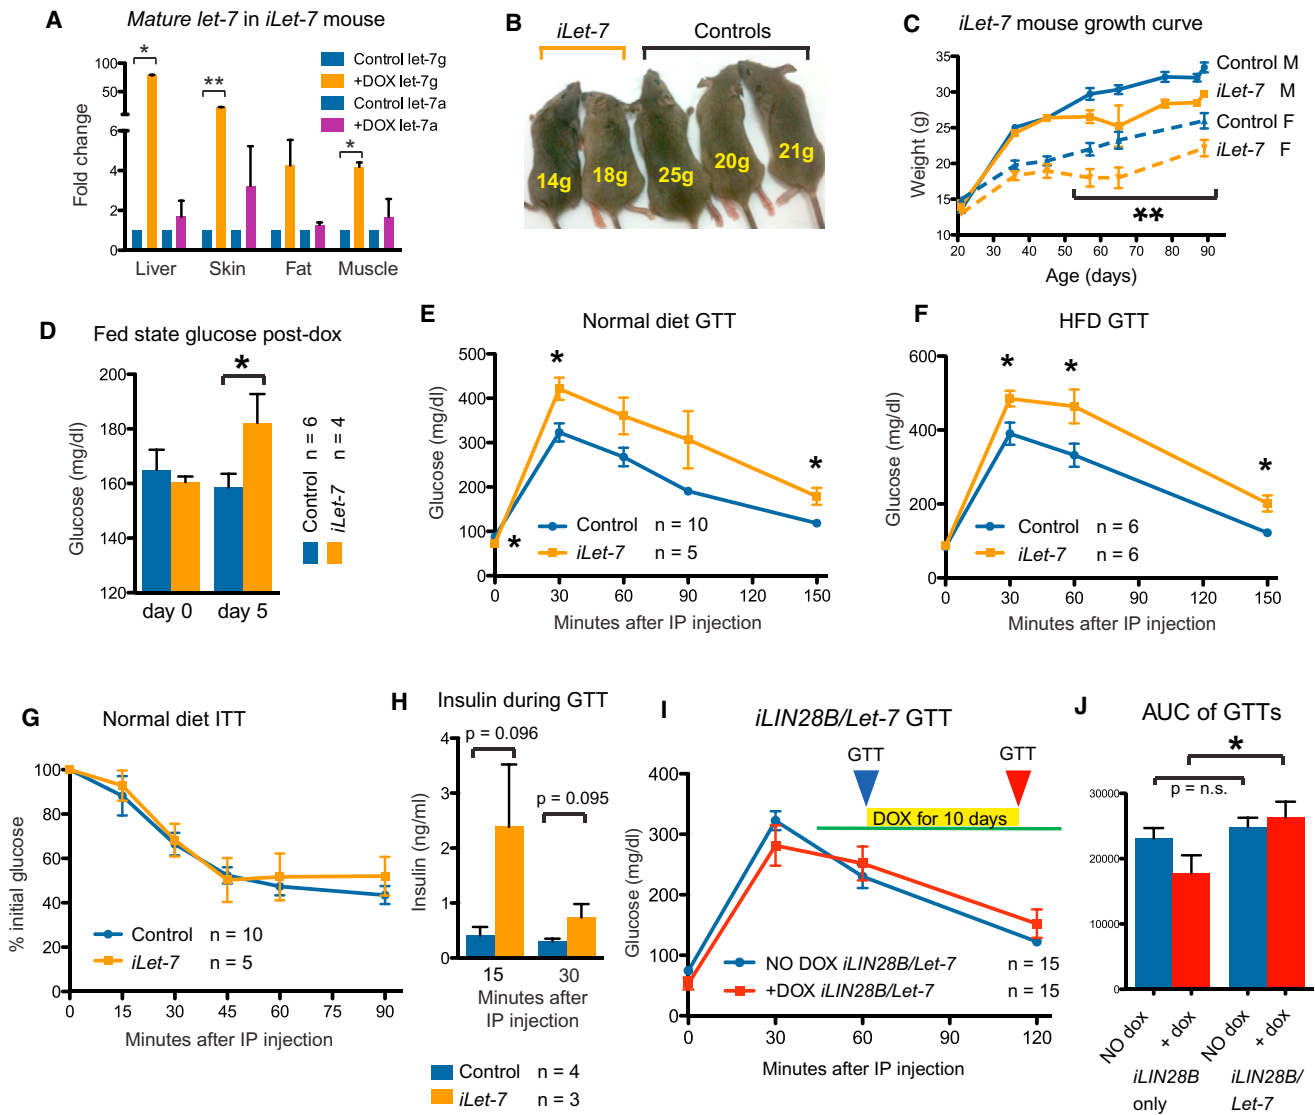 A
Mature let-7 in iLet-7 mouse
Fold change
100
50
6
4
2
0
*
**
*
Control let-7g
+DOX let-7g
Control let-7a
+DOX let-7a
Liver Skin Fat Muscle
B
iLet-7 Controls
14g 18g 25g 20g 21g
C
iLet-7 mouse growth curve
Weight (g)
35
30
25
20
15
10
Control M
iLet-7 M
Control F
iLet-7 F
**
20 30 40 50 60 70 80 90
Age (days)
D
Fed state glucose post-dox
Glucose (mg/dl)
200
180
160
140
120
*
day 0 day 5
Control n = 6
iLet-7 n = 4
E
Normal diet GTT
Glucose (mg/dl)
500
400
300
200
100
0
*
*
*
Control n = 10
iLet-7 n = 5
0 30 60 90 120 150
Minutes after IP injection
F
HFD GTT
Glucose (mg/dl)
600
400
200
0
* * *
Control n = 6
iLet-7 n = 6
0 30 60 90 120 150
Minutes after IP injection
G
Normal diet ITT
% initial glucose
100
80
60
40
20
0
Control n = 10
iLet-7 n = 5
0 15 30 45 60 75 90
Minutes after IP injection
H
Insulin during GTT
Insulin (ng/ml)
4
3
2
1
0
p = 0.096
p = 0.095
15 30
Minutes after
IP injection
Control n = 4
iLet-7 n = 3
I
iLIN28B/Let-7 GTT
Glucose (mg/dl)
400
300
200
100
0
GTT GTT
DOX for 10 days
NO DOX iLIN28B/Let-7 n = 15
+DOX iLIN28B/Let-7 n = 15
0 30 60 90 120
Minutes after IP injection
J
AUC of GTTs
*
p = n.s.
30000
20000
10000
0
NO dox + dox NO dox + dox
iLIN28B iLIN28B/
only Let-7